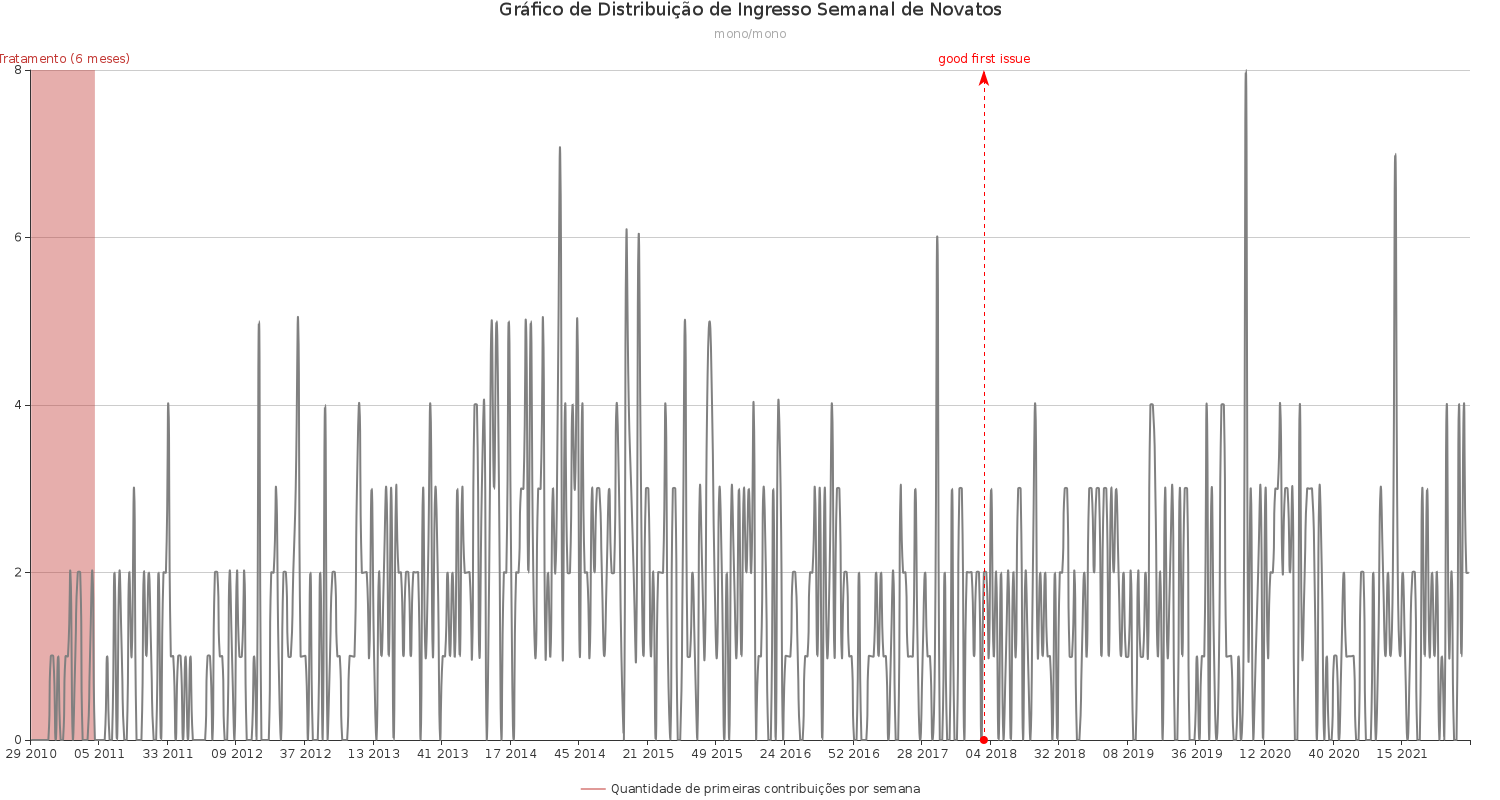 Gráfico de Distribuição de Ingresso Semanal de Novatos
mono/mono
Tratamento (6 meses)
good first issue
8
6
4
2
0
29 2010 05 2011 33 2011 09 2012 37 2012 13 2013 41 2013 17 2014 45 2014 21 2015 49 2015 24 2016 52 2016 28 2017 04 2018 32 2018 08 2019 36 2019 12 2020 40 2020 15 2021
Quantidade de primeiras contribuições por semana